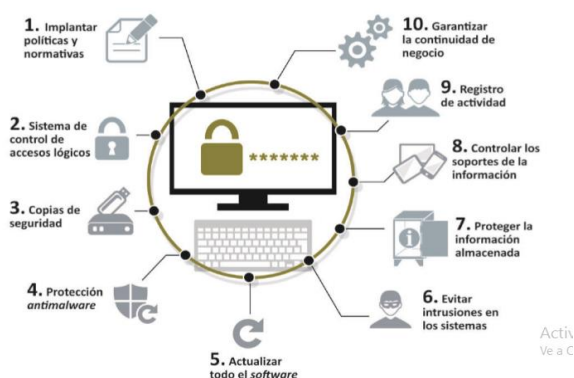 1. Implantar
políticas y
normativas
2. Sistema de
control de
accesos lógicos
3. Copias de
seguridad
4. Protección
antimalware
5. Actualizar
todo el software
6. Evitar
intrusiones en
los sistemas
7. Proteger la
información
almacenada
8. Controlar los
soportes de la
información
9. Registro
de actividad
10. Garantizar
la continuidad de
negocio
*******
Activ
Ve a C